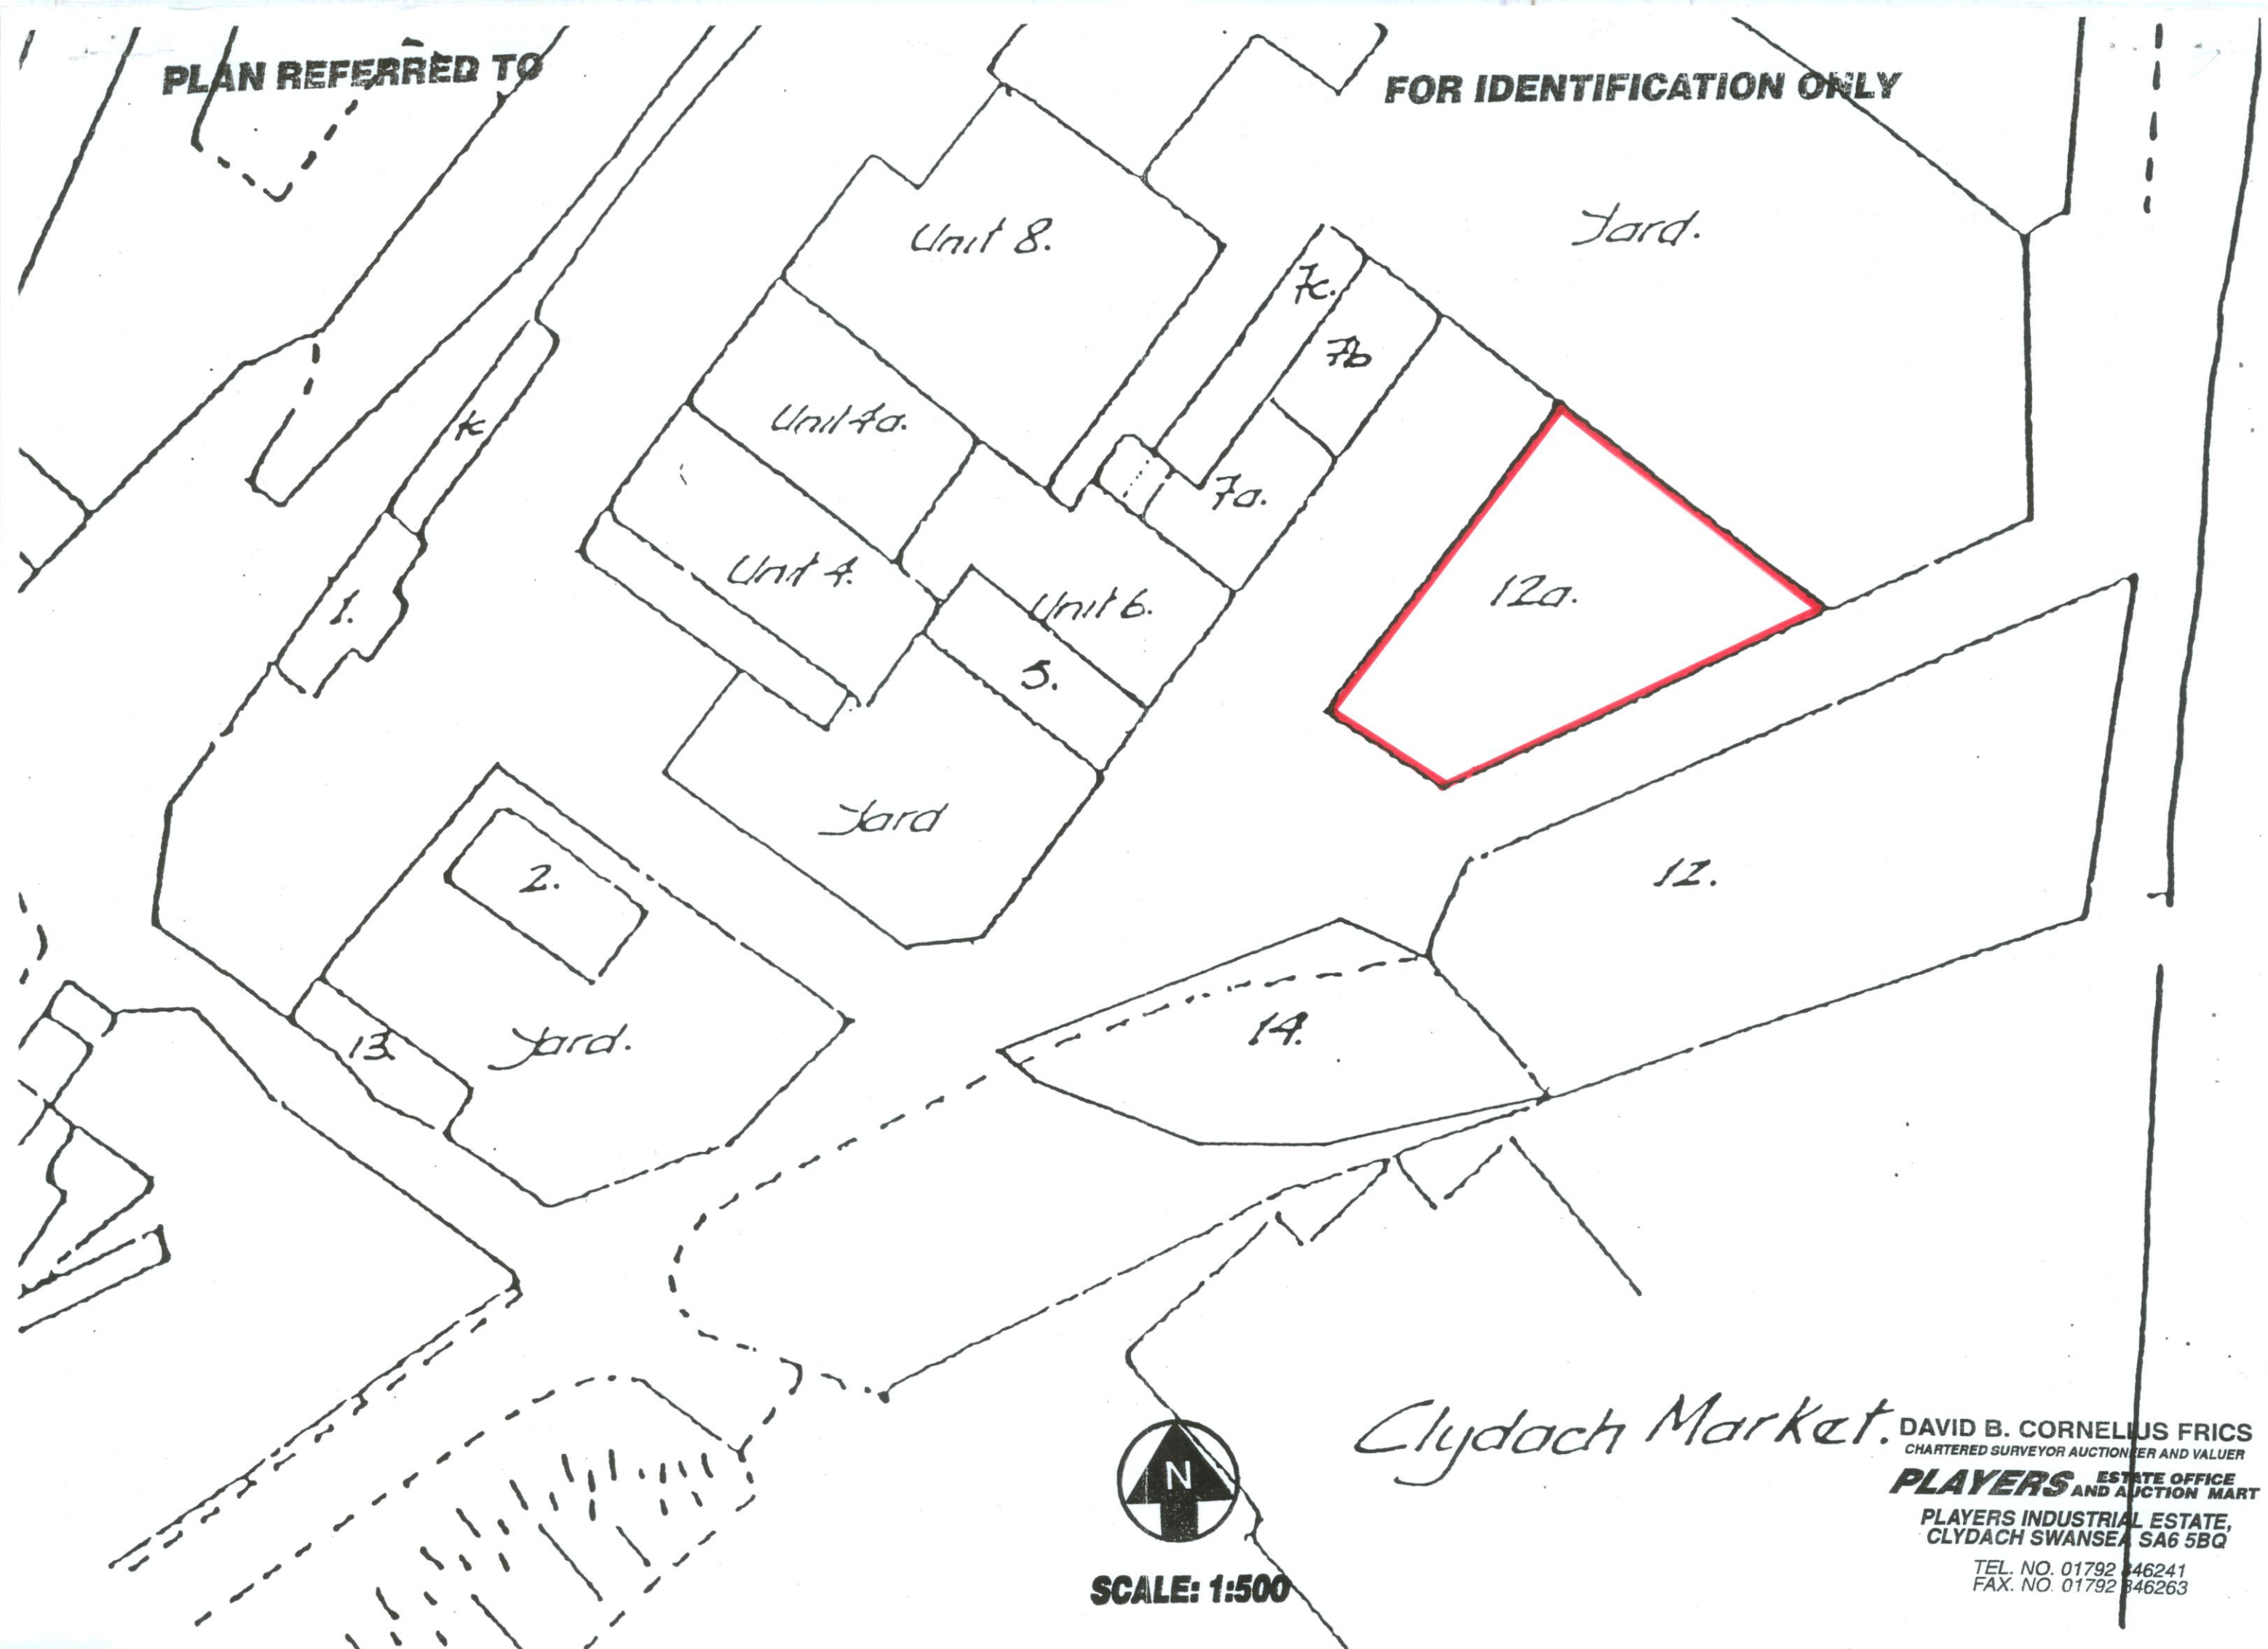 PLAN REFERRED TO
FOR IDENTIFICATION ONLY
Unit 8.
Yard.
7c.
7b
Unit 4a.
7a.
1.
Unit 4.
Unit 6.
12a.
5.
Yard
2.
12.
13.
Yard.
14.
Clydach Market.
N
SCALE: 1:500
DAVID B. CORNELIUS FRICS
CHARTERED SURVEYOR AUCTIONEER AND VALUER
PLAYERS ESTATE OFFICE
AND AUCTION MART
PLAYERS INDUSTRIAL ESTATE,
CLYDACH SWANSEA SA6 5BQ
TEL. NO. 01792 846241
FAX. NO. 01792 846263